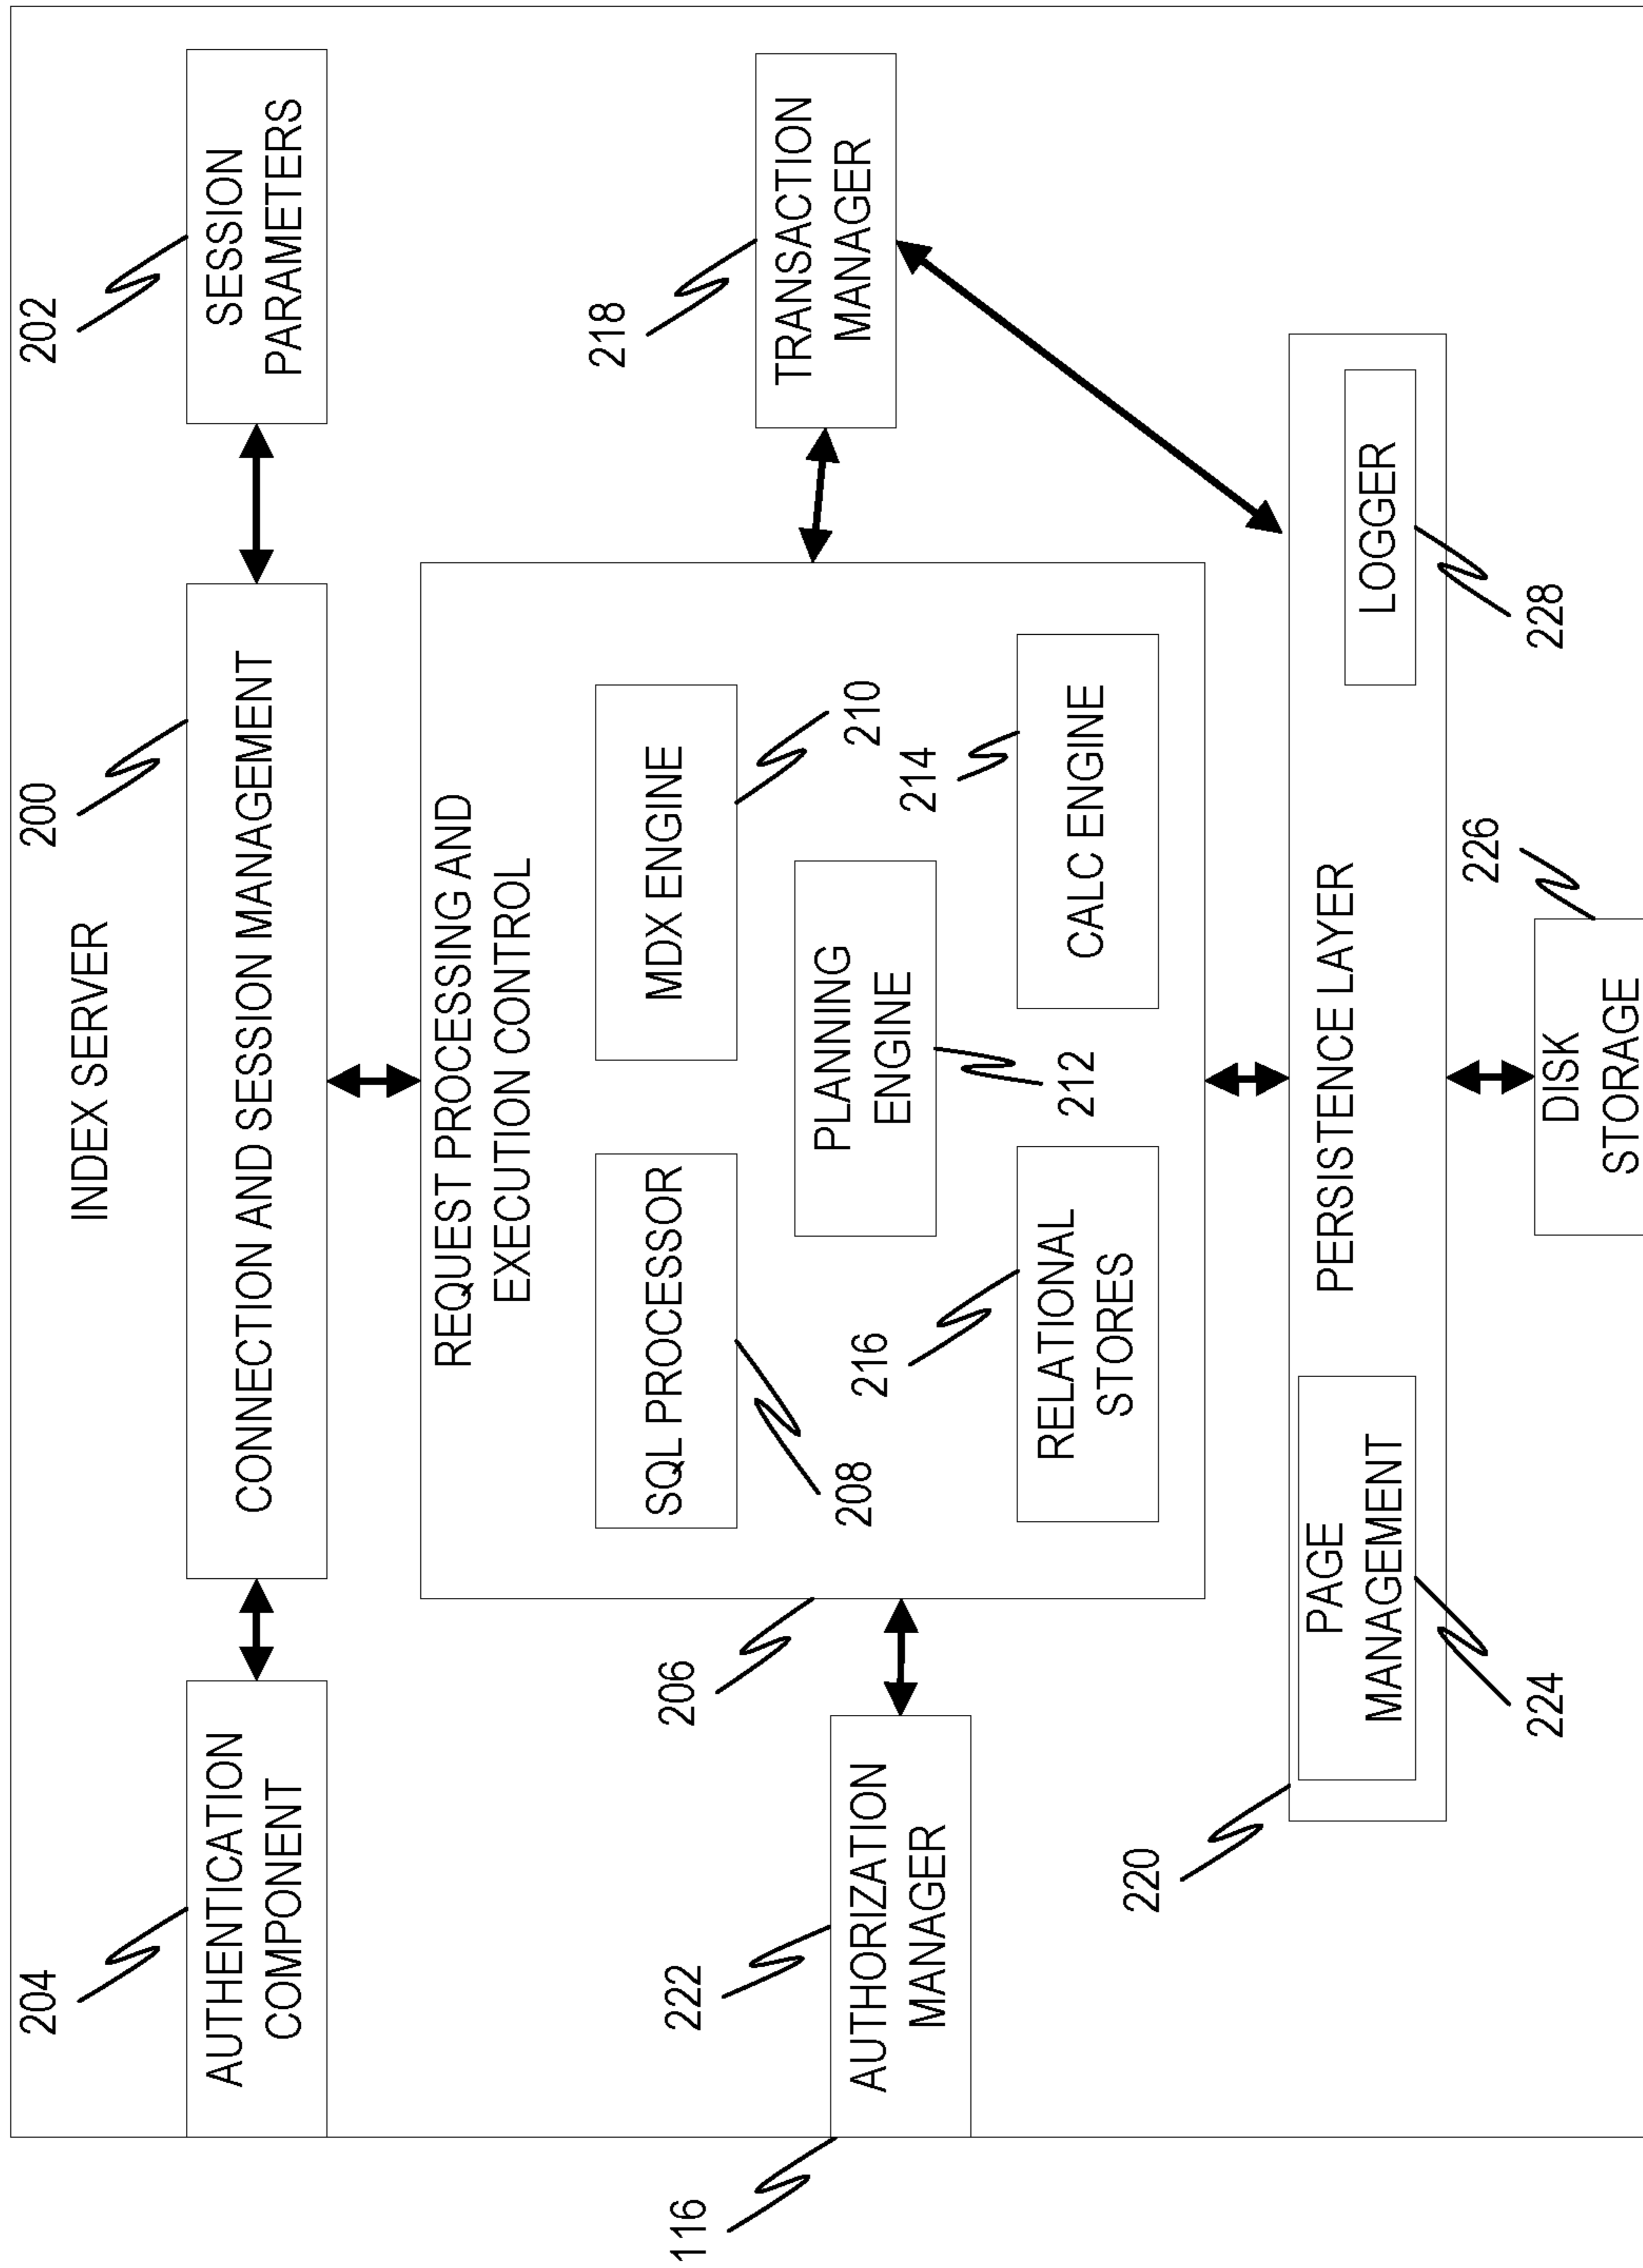 INDEX SERVER
204
200
202
AUTHENTICATION
COMPONENT
CONNECTION AND SESSION MANAGEMENT
SESSION
PARAMETERS
REQUEST PROCESSING AND
EXECUTION CONTROL
206
218
SQL PROCESSOR
MDX ENGINE
TRANSACTION
MANAGER
222
208
210
116
AUTHORIZATION
MANAGER
PLANNING
ENGINE
216
214
212
RELATIONAL
STORES
CALC ENGINE
220
PERSISTENCE LAYER
PAGE
MANAGEMENT
LOGGER
224
226
228
DISK
STORAGE